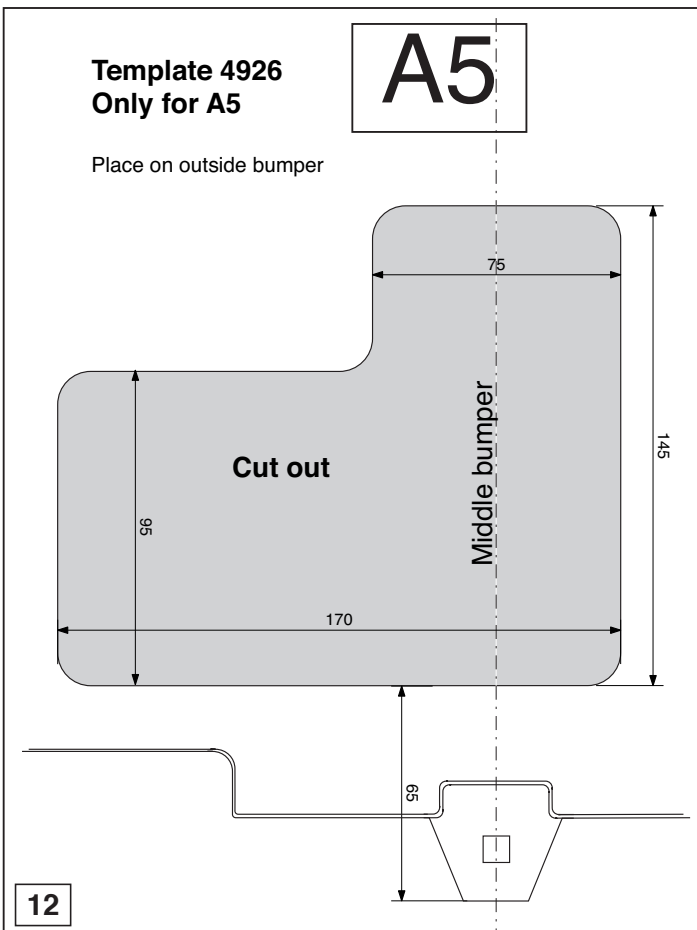 Template 4926
Only for A5
A5
Place on outside bumper
75
145
Middle bumper
Cut out
95
170
65
12